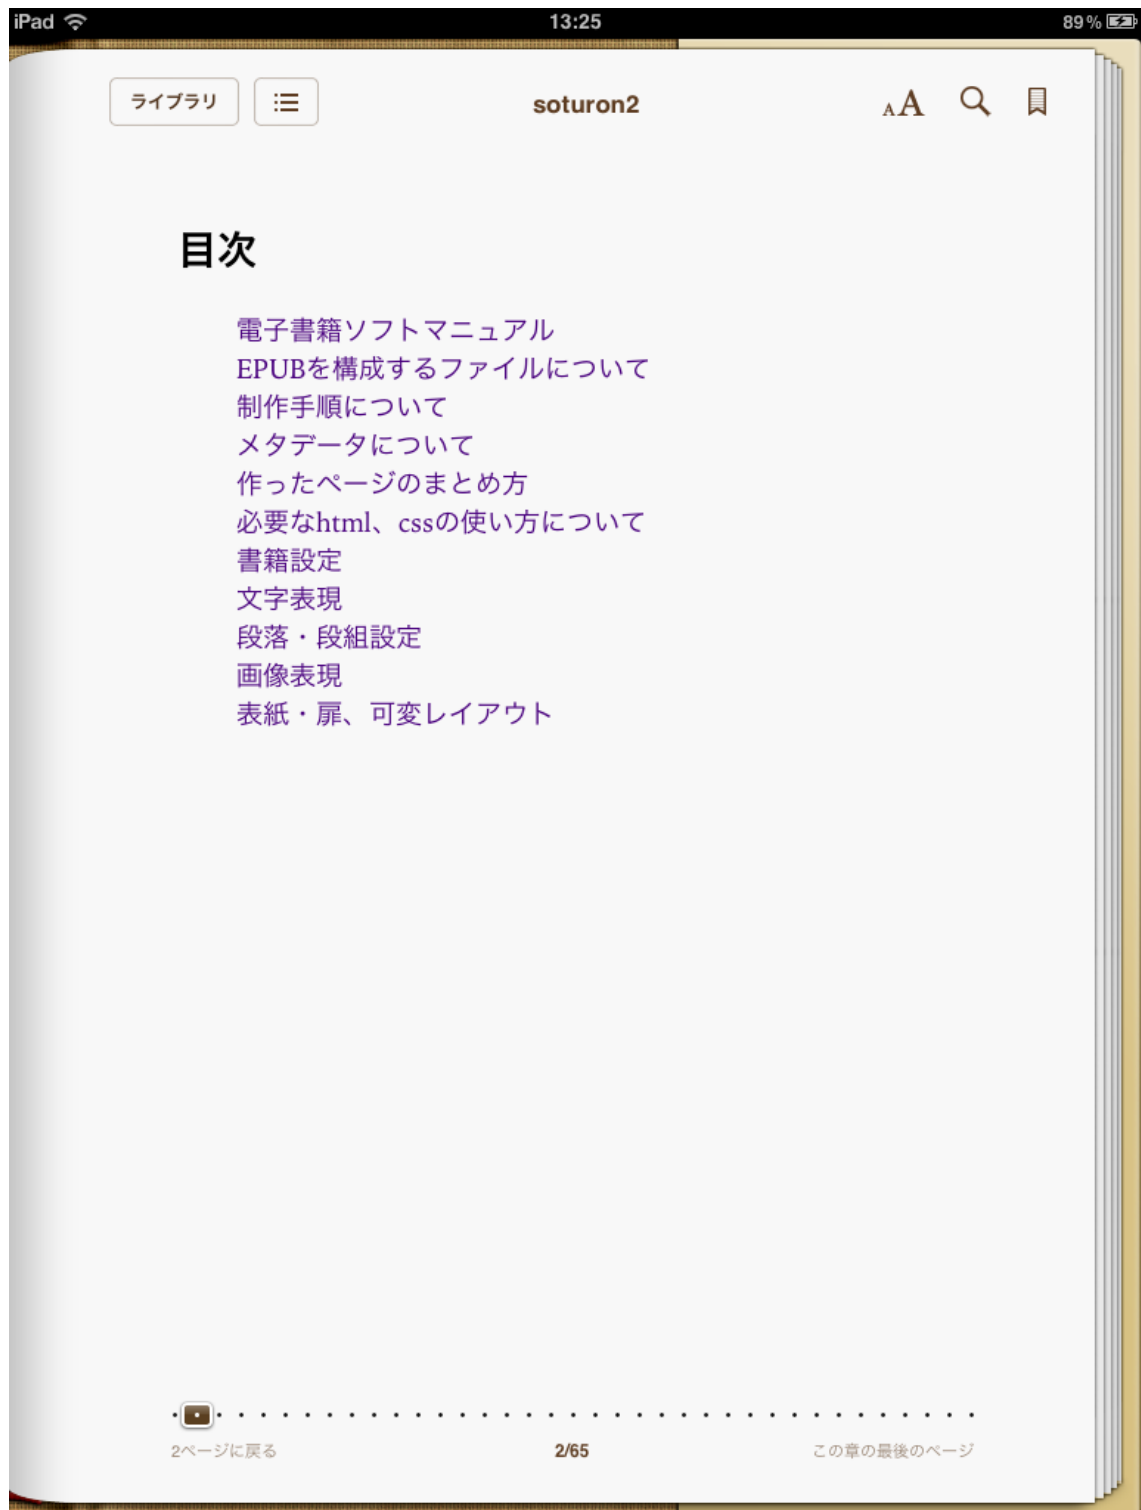 iPad 13:25 89%
ライブラリ soturon2 AA
目次
電子書籍ソフトマニュアル
EPUBを構成するファイルについて
制作手順について
メタデータについて
作ったページのまとめ方
必要なhtml、cssの使い方について
書籍設定
文字表現
段落・段組設定
画像表現
表紙・扉、可変レイアウト
2ページに戻る 2/65 この章の最後のページ